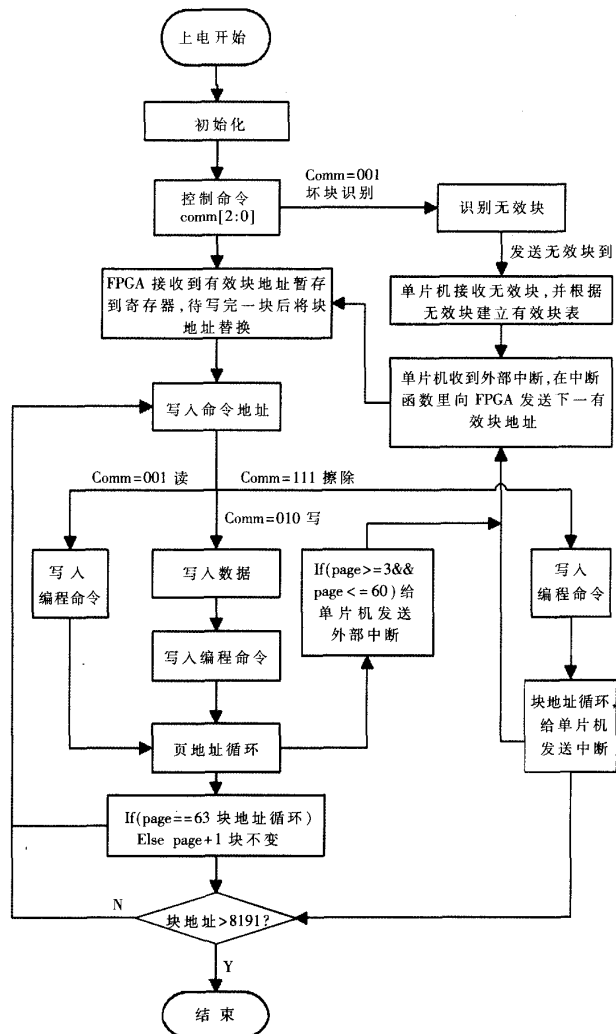 上电开始
初始化
Comm=001
坏块识别
控制命令
comm[2:0]
识别无效块
发送无效块到
FPGA 接收到有效块地址暂存
到寄存器,待写完一块后将块
地址替换
单片机接收无效块,并根据
无效块建立有效块表
单片机收到外部中断,在中断
函数里向 FPGA 发送下一有
效块地址
写入命令地址
Comm=001 读
Comm=111 擦除
Comm=010 写
写入
编程命令
写入数据
If(page>=3&&
page<=60)给
单片机发送
外部中断
写入
编程命令
写入编程命令
页地址循环
块地址循环,
给单片机
发送中断
If(page==63 块地址循环)
Else page+1 块不变
N
块地址>8191?
Y
结束